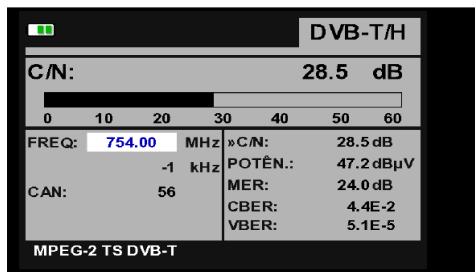 DVB-T/H
C/N: 28.5 dB
0 10 20 30 40 50 60
FREQ: 754.00 MHz »C/N: 28.5 dB
-1 kHz POTÊN.: 47.2 dBµV
CAN: 56 MER: 24.0 dB
CBER: 4.4E-2
VBER: 5.1E-5
MPEG-2 TS DVB-T